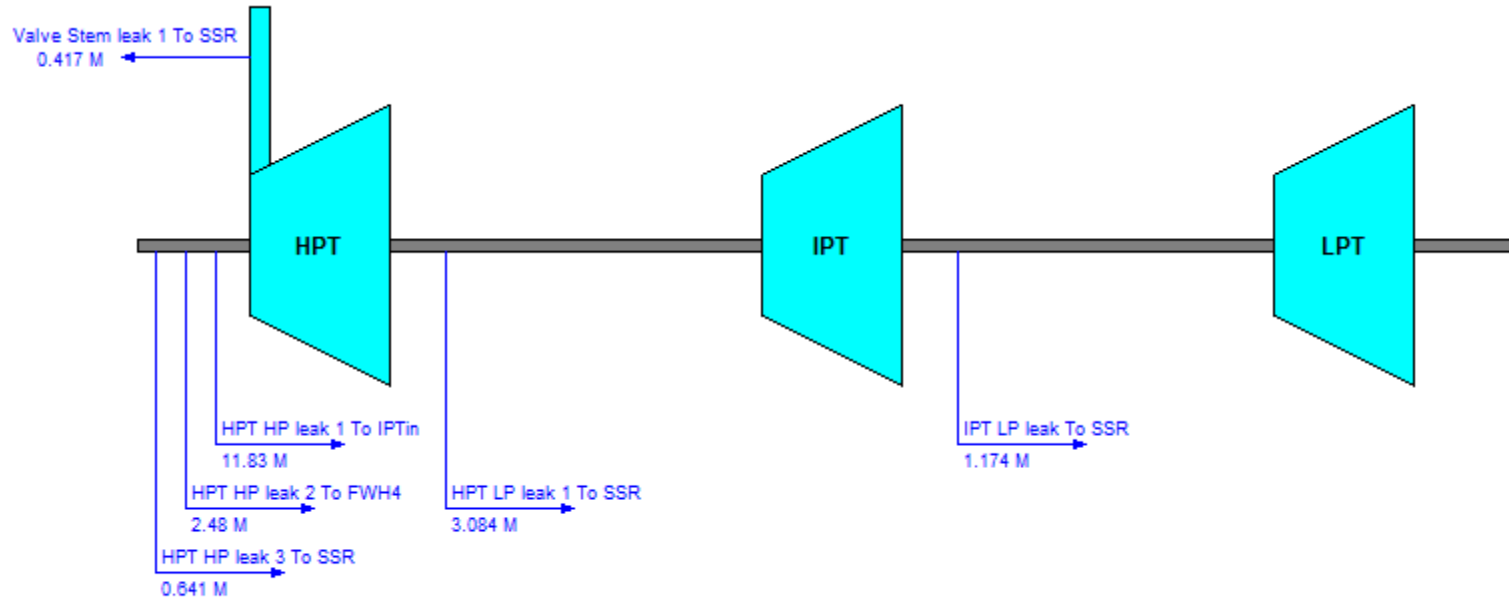 Valve Stem leak 1 To SSR
0.417 M
HPT
IPT
LPT
HPT HP leak 1 To IPTin
11.83 M
IPT LP leak To SSR
1.174 M
HPT HP leak 2 To FWH4
2.48 M
HPT LP leak 1 To SSR
3.084 M
HPT HP leak 3 To SSR
0.641 M